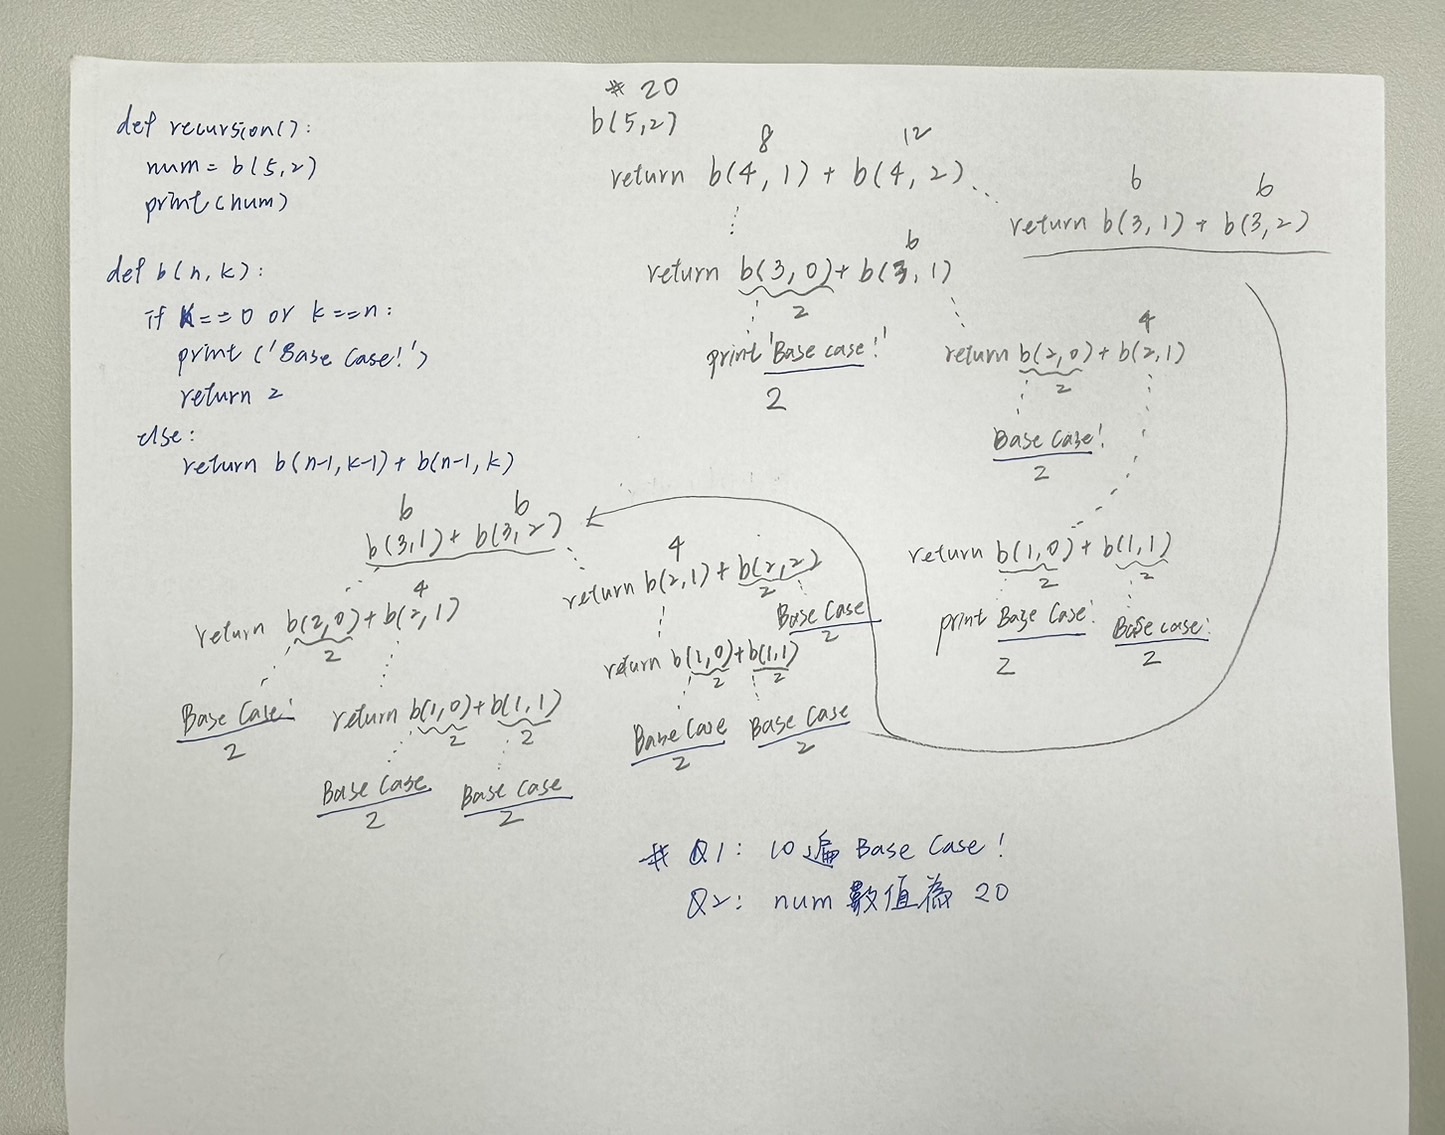 def recursion():
num = b(5,2)
print(num)
def b(n, k):
if k==0 or k==n:
print ('Base Case!')
return 2
else:
return b(n-1,k-1) + b(n-1, k)
# 20
b(5,2)
8 12
return b(4, 1) + b(4, 2)
6 6
return b(3, 1) + b(3, 2)
6
return b(3, 0) + b(3, 1)
2
print 'Base case!'
2
4
return b(2,0) + b(2,1)
2
Base Case!
2
return b(1,0) + b(1,1)
2 2
print Base Case! Base case!
2 2
6 6
b(3,1) + b(3,2)
4
return b(2,0) + b(2,1)
2
Base Case!
2
return b(1,0) + b(1,1)
2 2
Base Case Base Case
2 2
4
return b(2,1) + b(2,2)
2
Base Case
2
return b(1,0) + b(1,1)
2 2
Base Case Base Case
2 2
# Q1: 10遍 Base Case!
Q2: num 數值為 20